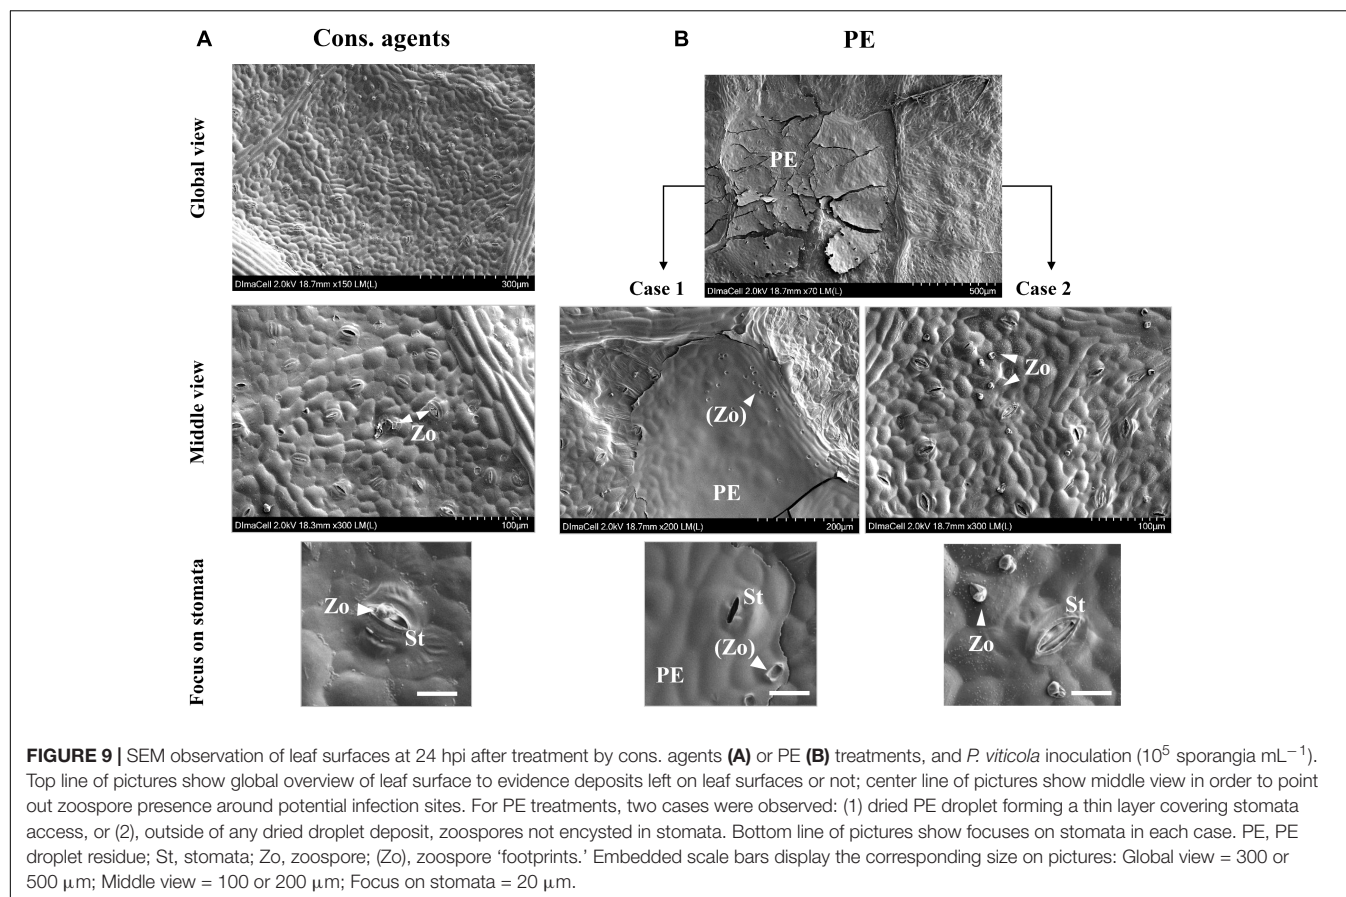 A Cons. agents B PE
Global view
PE
DImaCell 2.0kV 18.7mm x150 LM(L) 300µm
Case 1
DImaCell 2.0kV 18.7mm x70 LM(L) 500µm
Case 2
Middle view
Zo
(Zo)
PE
Zo
DImaCell 2.0kV 18.3mm x300 LM(L) 100µm
DImaCell 2.0kV 18.7mm x200 LM(L) 200µm
DImaCell 2.0kV 18.7mm x300 LM(L) 100µm
Focus on stomata
Zo
St
St
(Zo)
PE
St
Zo
FIGURE 9 | SEM observation of leaf surfaces at 24 hpi after treatment by cons. agents (A) or PE (B) treatments, and P. viticola inoculation (10⁵ sporangia mL⁻¹).
Top line of pictures show global overview of leaf surface to evidence deposits left on leaf surfaces or not; center line of pictures show middle view in order to point
out zoospore presence around potential infection sites. For PE treatments, two cases were observed: (1) dried PE droplet forming a thin layer covering stomata
access, or (2), outside of any dried droplet deposit, zoospores not encysted in stomata. Bottom line of pictures show focuses on stomata in each case. PE, PE
droplet residue; St, stomata; Zo, zoospore; (Zo), zoospore ‘footprints.’ Embedded scale bars display the corresponding size on pictures: Global view = 300 or
500 µm; Middle view = 100 or 200 µm; Focus on stomata = 20 µm.